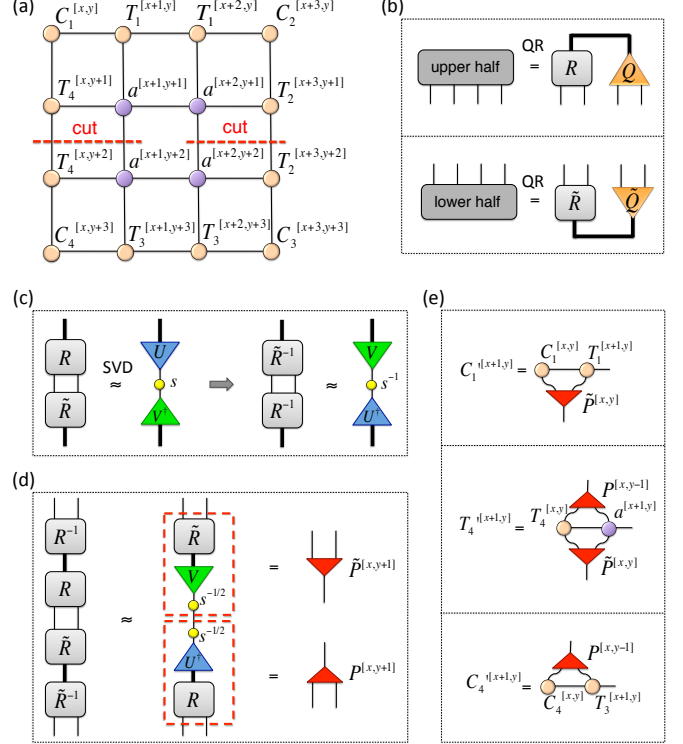 (a)
C₁^[x,y] T₁^[x+1,y] T₁^[x+2,y] C₂^[x+3,y]
T₄^[x,y+1] a^[x+1,y+1] a^[x+2,y+1] T₂^[x+3,y+1]
cut cut
T₄^[x,y+2] a^[x+1,y+2] a^[x+2,y+2] T₂^[x+3,y+2]
C₄^[x,y+3] T₃^[x+1,y+3] T₃^[x+2,y+3] C₃^[x+3,y+3]
(b)
upper half QR = R Q
lower half QR = R̃ Q̃
(c)
R U R̃⁻¹ V
SVD ≈ s ≈ s⁻¹
R̃ V† R⁻¹ U†
(d)
R⁻¹ R̃
R V = P̃^[x,y+1]
s^-1/2
≈
s^-1/2
R̃ U† = P^[x,y+1]
R̃⁻¹ R
(e)
C₁'^[x+1,y] = C₁^[x,y] T₁^[x+1,y]
P̃^[x,y]
P^[x,y-1]
T₄'^[x+1,y] = T₄^[x,y] a^[x+1,y]
P̃^[x,y]
P^[x,y-1]
C₄'^[x+1,y] = C₄^[x,y] T₃^[x+1,y]